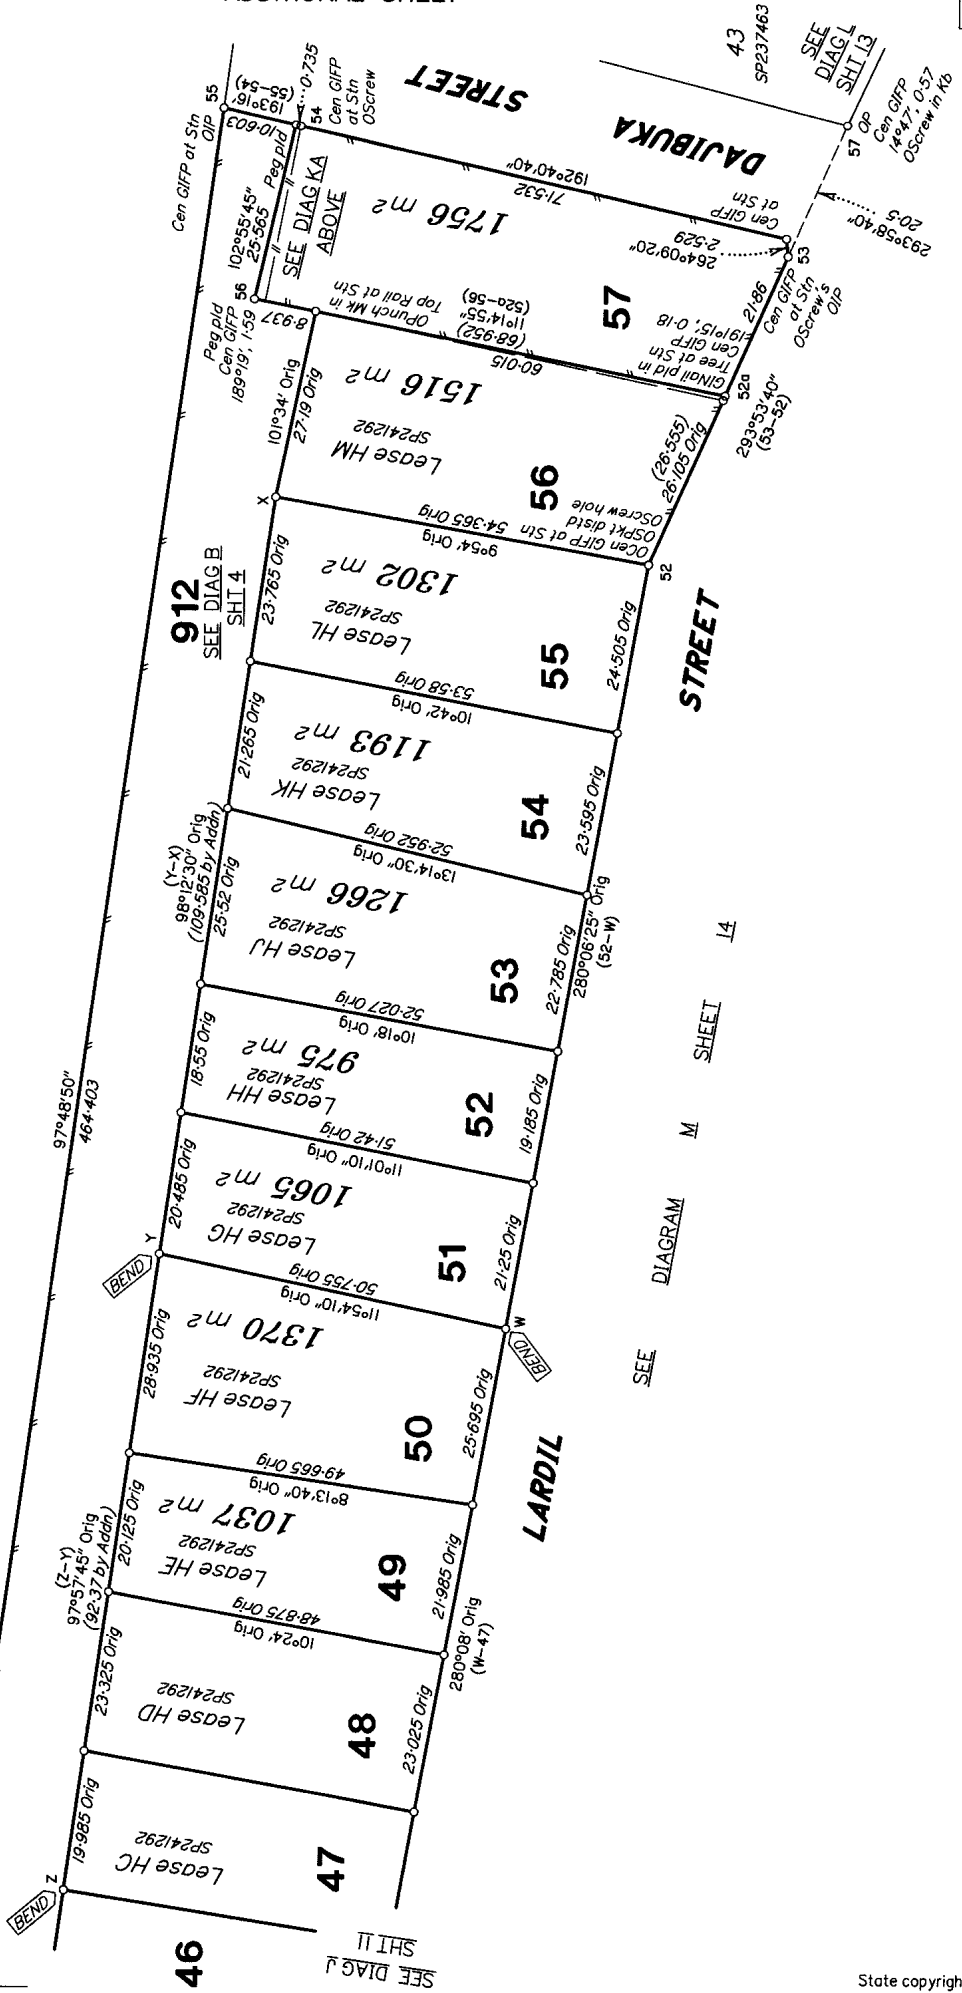 55
193°16'
(55-54)
10·603
0·735
54
Cen GIFP
at Stn
OScrew
Cen GIFP at Stn
OIP
Peg pld
102°55'45"
25·565
SEE DIAG KA
ABOVE
STREET
DAJIBUKA
43
SP237463
SEE
DIAG L
SHT 13
57
OP
Cen GIFP
14°47', 0·57
OScrew in Kb
293°58'40"
20·5
192°40'40"
71·532
Cen GIFP
at Stn
264°09'20"
2·529
53
Cen GIFP
at Stn
OScrew's
OIP
21·86
1756 m²
57
56
Peg pld
Cen GIFP
189°19', 1·59
8·937
OPunch Mk in
Top Rail at Stn
11°14'55"
(52a-56)
(68·952)
60·015
GINail pld in
Tree at Stn
Cen GIFP
191°15', 0·18
52a
293°53'40"
(53-52)
101°34' Orig
27·19 Orig
1516 m²
Lease HM
SP241292
56
(26·555)
26·105 Orig
OCen GIFP at Stn
OSPkt distd
OScrew hole
52
X
54·365 Orig
9°54' Orig
912
SEE DIAG B
SHT 4
23·765 Orig
1302 m²
Lease HL
SP241292
55
24·505 Orig
STREET
53·58 Orig
10°42' Orig
21·265 Orig
1193 m²
Lease HK
SP241292
54
23·595 Orig
52·952 Orig
13°14'30" Orig
(Y-X)
98°12'30" Orig
(109·585 by Addn)
25·52 Orig
1266 m²
Lease HJ
SP241292
53
22·785 Orig
280°06'25" Orig
(52-W)
52·027 Orig
10°18' Orig
18·55 Orig
975 m²
Lease HH
SP241292
52
19·185 Orig
51·42 Orig
11°01'10" Orig
97°48'50"
464·403
20·485 Orig
1065 m²
Lease HG
SP241292
51
21·25 Orig
SEE DIAGRAM M SHEET 14
Y
BEND
50·755 Orig
11°54'10" Orig
W
BEND
28·935 Orig
1370 m²
Lease HF
SP241292
50
25·695 Orig
LARDIL
49·665 Orig
8°13'40" Orig
(Z-Y)
97°57'45" Orig
(92·37 by Addn)
20·125 Orig
1037 m²
Lease HE
SP241292
49
21·985 Orig
280°08' Orig
(W-47)
48·875 Orig
10°24' Orig
23·325 Orig
Lease HD
SP241292
48
23·025 Orig
19·985 Orig
Lease HC
SP241292
47
Z
BEND
46
SEE DIAG J
SHT 11
State copyrigh